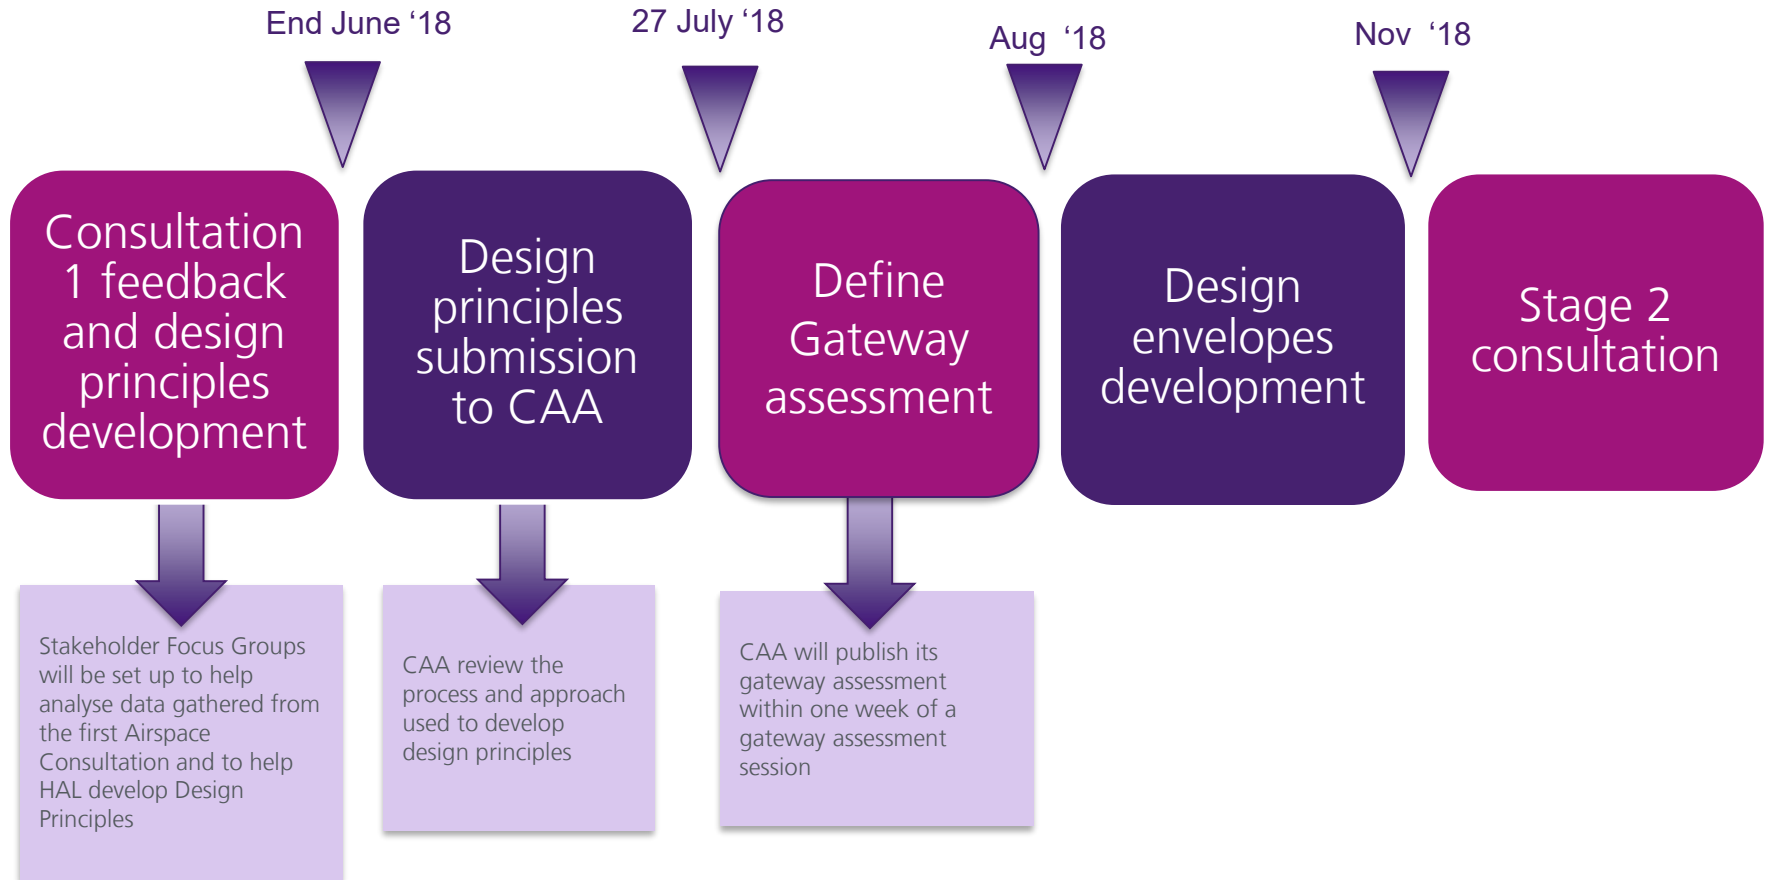 End June ‘18
27 July ‘18
Aug ‘18
Nov ‘18
Consultation
1 feedback
and design
principles
development
Design
principles
submission
to CAA
Define
Gateway
assessment
Design
envelopes
development
Stage 2
consultation
Stakeholder Focus Groups
will be set up to help
analyse data gathered from
the first Airspace
Consultation and to help
HAL develop Design
Principles
CAA review the
process and approach
used to develop
design principles
CAA will publish its
gateway assessment
within one week of a
gateway assessment
session